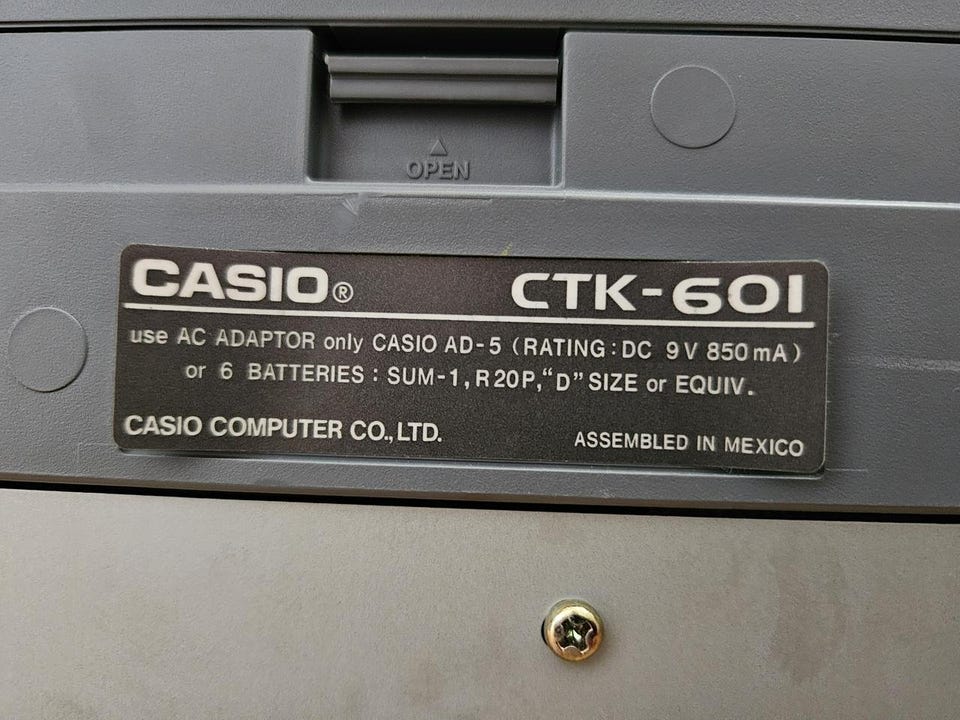 OPEN
CASIO® CTK-601
use AC ADAPTOR only CASIO AD-5 (RATING:DC 9V 850mA)
or 6 BATTERIES : SUM-1, R20P, “D” SIZE or EQUIV.
CASIO COMPUTER CO., LTD. ASSEMBLED IN MEXICO